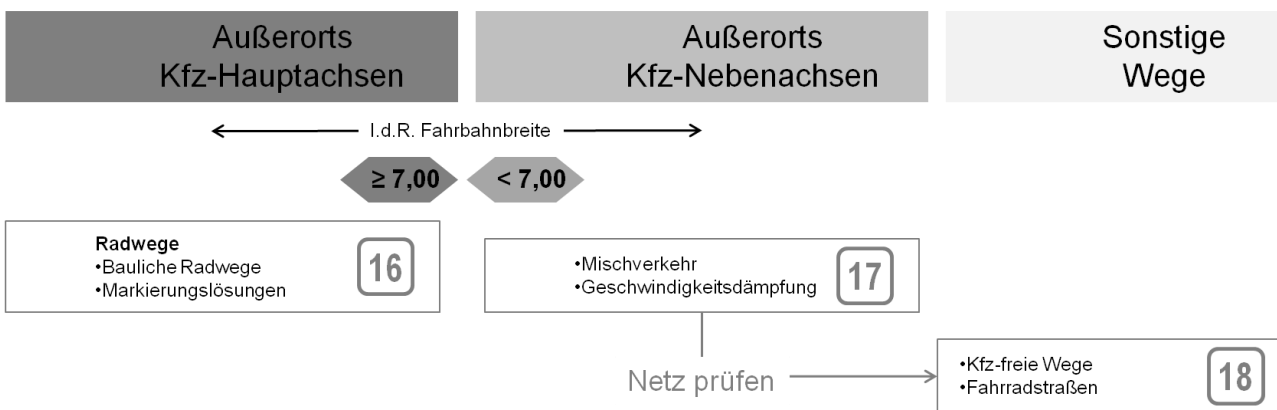 Außerorts
Kfz-Hauptachsen
Außerorts
Kfz-Nebenachsen
Sonstige
Wege
I.d.R. Fahrbahnbreite
≥ 7,00
< 7,00
Radwege
•Bauliche Radwege
•Markierungslösungen
16
•Mischverkehr
•Geschwindigkeitsdämpfung
17
Netz prüfen
•Kfz-freie Wege
•Fahrradstraßen
18